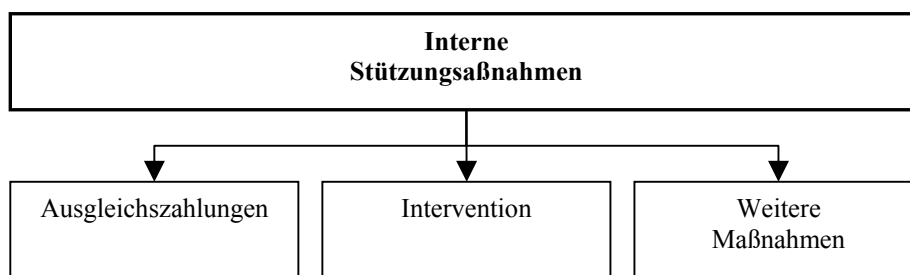 Interne
Stützungsaßnahmen
Ausgleichszahlungen
Intervention
Weitere
Maßnahmen